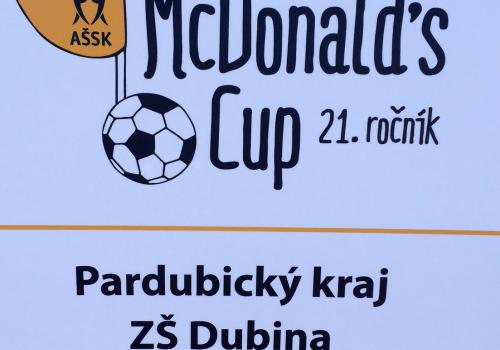 AŠSK
McDonald's
Cup 21. ročník
Pardubický kraj
ZŠ Dubina